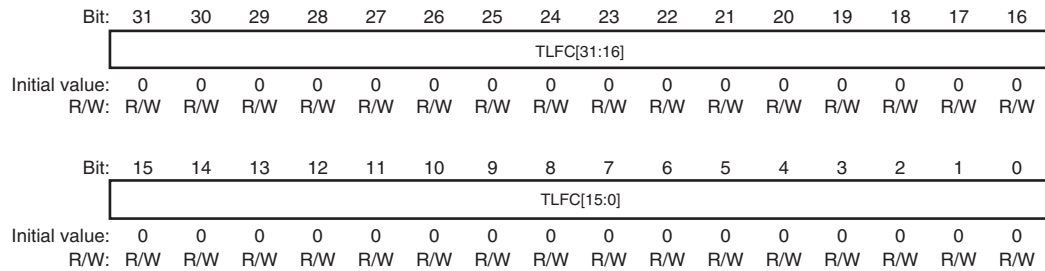 Bit: 31 30 29 28 27 26 25 24 23 22 21 20 19 18 17 16
TLFC[31:16]
Initial value: 0 0 0 0 0 0 0 0 0 0 0 0 0 0 0 0
R/W: R/W R/W R/W R/W R/W R/W R/W R/W R/W R/W R/W R/W R/W R/W R/W R/W
Bit: 15 14 13 12 11 10 9 8 7 6 5 4 3 2 1 0
TLFC[15:0]
Initial value: 0 0 0 0 0 0 0 0 0 0 0 0 0 0 0 0
R/W: R/W R/W R/W R/W R/W R/W R/W R/W R/W R/W R/W R/W R/W R/W R/W R/W